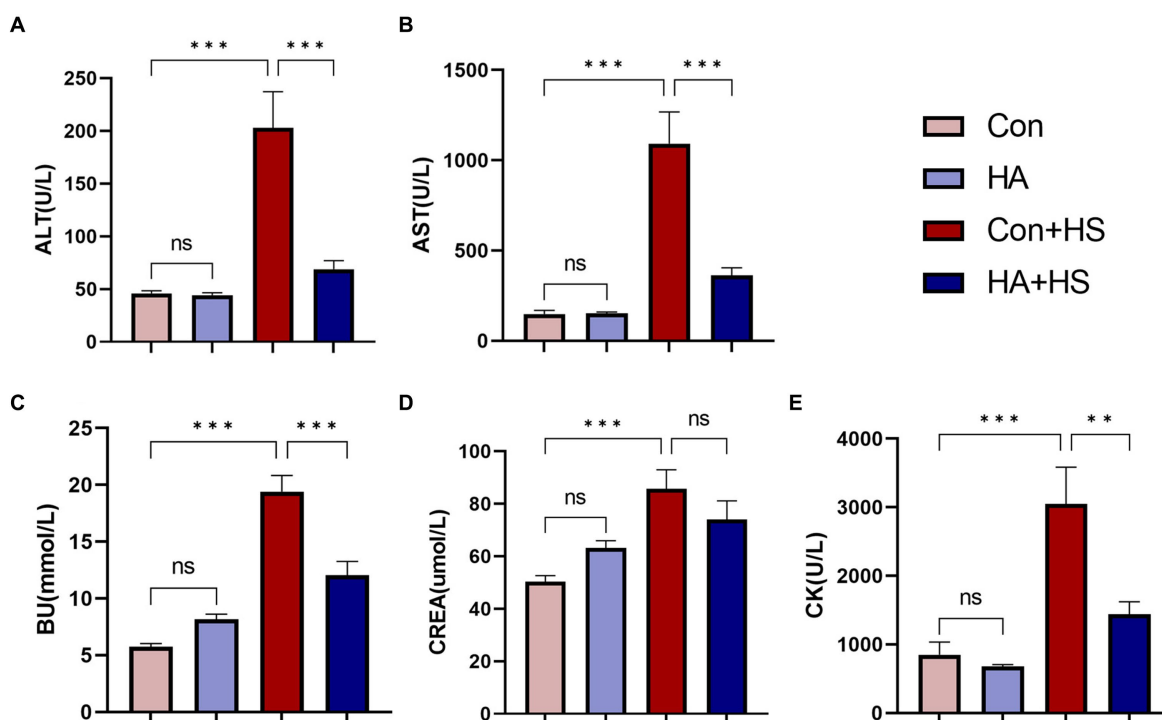 A
* * *
* * *
ns
ALT(U/L)
250
200
150
100
50
0
B
* * *
* * *
ns
AST(U/L)
1500
1000
500
0
Con
HA
Con+HS
HA+HS
C
* * *
* * *
ns
BU(mmol/L)
25
20
15
10
5
0
D
* * *
ns
ns
CREA(umol/L)
100
80
60
40
20
0
E
* * *
* *
ns
CK(U/L)
4000
3000
2000
1000
0